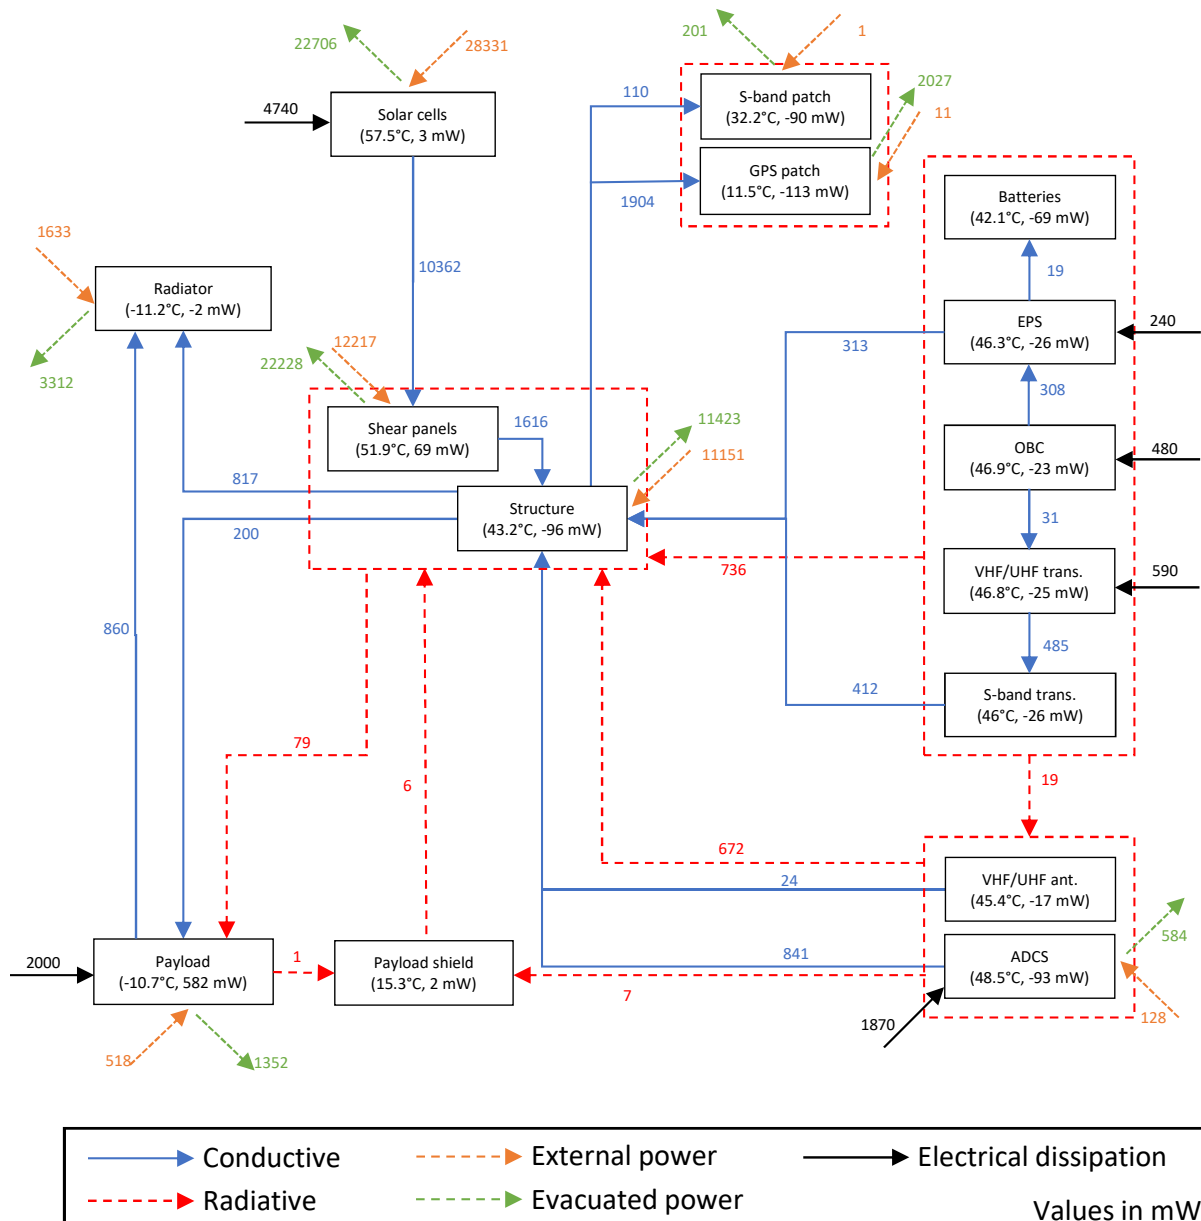 22706
28331
201
1
4740
Solar cells
(57.5°C, 3 mW)
110
S-band patch
(32.2°C, -90 mW)
2027
11
GPS patch
(11.5°C, -113 mW)
1904
Batteries
(42.1°C, -69 mW)
1633
10362
19
Radiator
(-11.2°C, -2 mW)
EPS
(46.3°C, -26 mW)
240
12217
22228
313
3312
308
Shear panels
(51.9°C, 69 mW)
1616
11423
11151
OBC
(46.9°C, -23 mW)
480
817
Structure
(43.2°C, -96 mW)
200
31
736
VHF/UHF trans.
(46.8°C, -25 mW)
590
860
485
412
S-band trans.
(46°C, -26 mW)
79
6
19
672
24
VHF/UHF ant.
(45.4°C, -17 mW)
584
2000
Payload
(-10.7°C, 582 mW)
1
Payload shield
(15.3°C, 2 mW)
841
ADCS
(48.5°C, -93 mW)
7
1870
128
518
1352
Conductive
External power
Electrical dissipation
Radiative
Evacuated power
Values in mW